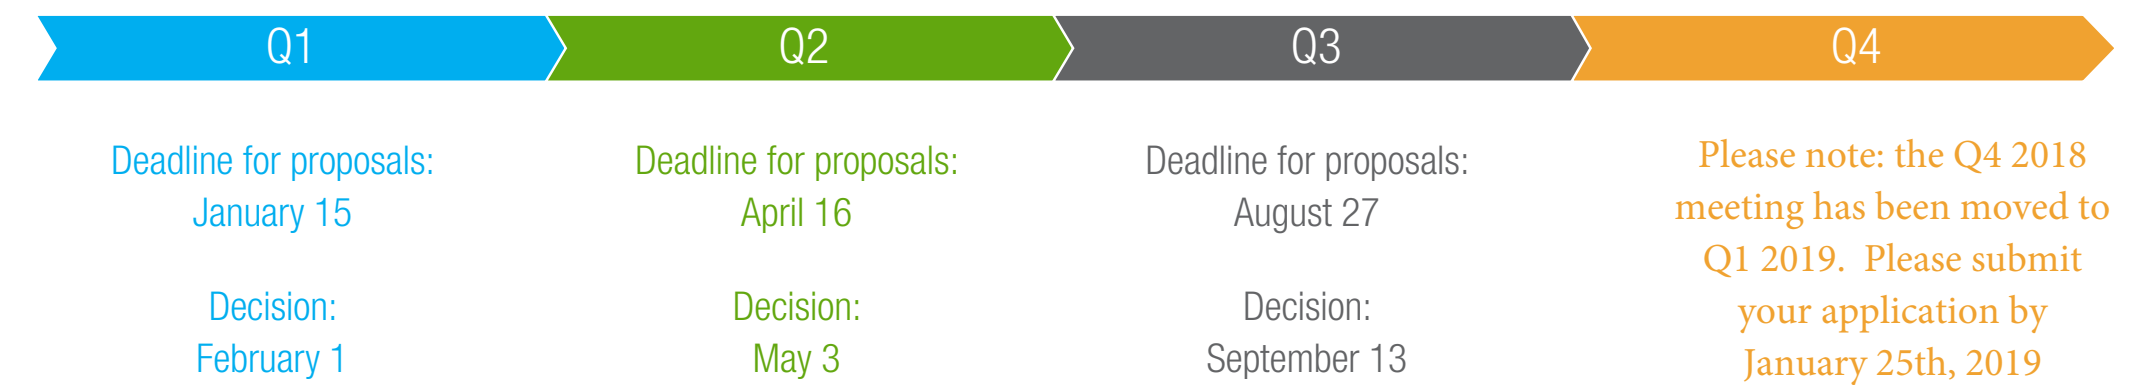 Q1
Q2
Q3
Q4
Deadline for proposals:
January 15
Decision:
February 1
Deadline for proposals:
April 16
Decision:
May 3
Deadline for proposals:
August 27
Decision:
September 13
Please note: the Q4 2018
meeting has been moved to
Q1 2019.  Please submit
your application by
January 25th, 2019